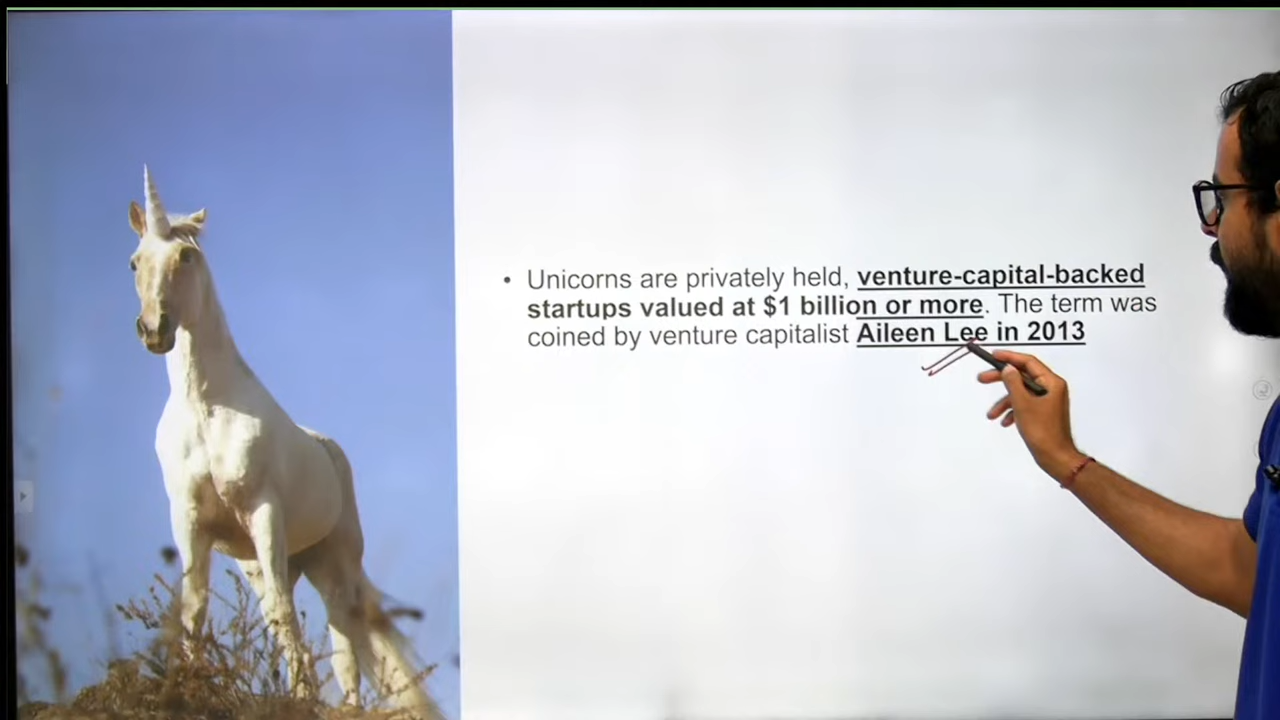 • Unicorns are privately held, venture-capital-backed
startups valued at $1 billion or more. The term was
coined by venture capitalist Aileen Lee in 2013